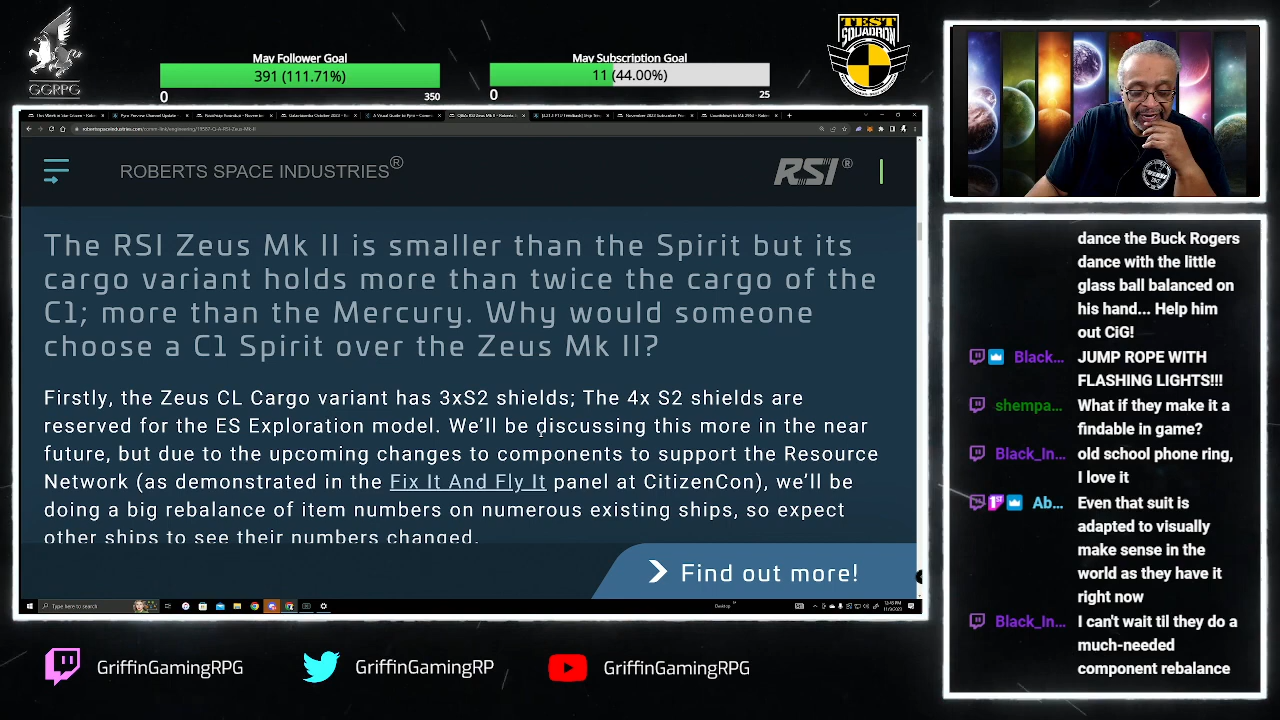 GGRPG
May Follower Goal
391 (111.71%)
0
350
May Subscription Goal
11 (44.00%)
0
25
TEST
SQUADRON
ROBERTS SPACE INDUSTRIES®
RSI®
The RSI Zeus Mk II is smaller than the Spirit but its
cargo variant holds more than twice the cargo of the
C1; more than the Mercury. Why would someone
choose a C1 Spirit over the Zeus Mk II?
Firstly, the Zeus CL Cargo variant has 3xS2 shields; The 4x S2 shields are
reserved for the ES Exploration model. We'll be discussing this more in the near
future, but due to the upcoming changes to components to support the Resource
Network (as demonstrated in the Fix It And Fly It panel at CitizenCon), we'll be
doing a big rebalance of item numbers on numerous existing ships, so expect
other ships to see their numbers changed.
Find out more!
Type here to search
Desktop
12:45 PM
dance the Buck Rogers
dance with the little
glass ball balanced on
his hand... Help him
out CiG!
Black... JUMP ROPE WITH
FLASHING LIGHTS!!!
shempa... What if they make it a
findable in game?
Black_In... old school phone ring,
I love it
Ab... Even that suit is
adapted to visually
make sense in the
world as they have it
right now
Black_In... I can't wait til they do a
much-needed
component rebalance
GriffinGamingRPG
GriffinGamingRP
GriffinGamingRPG